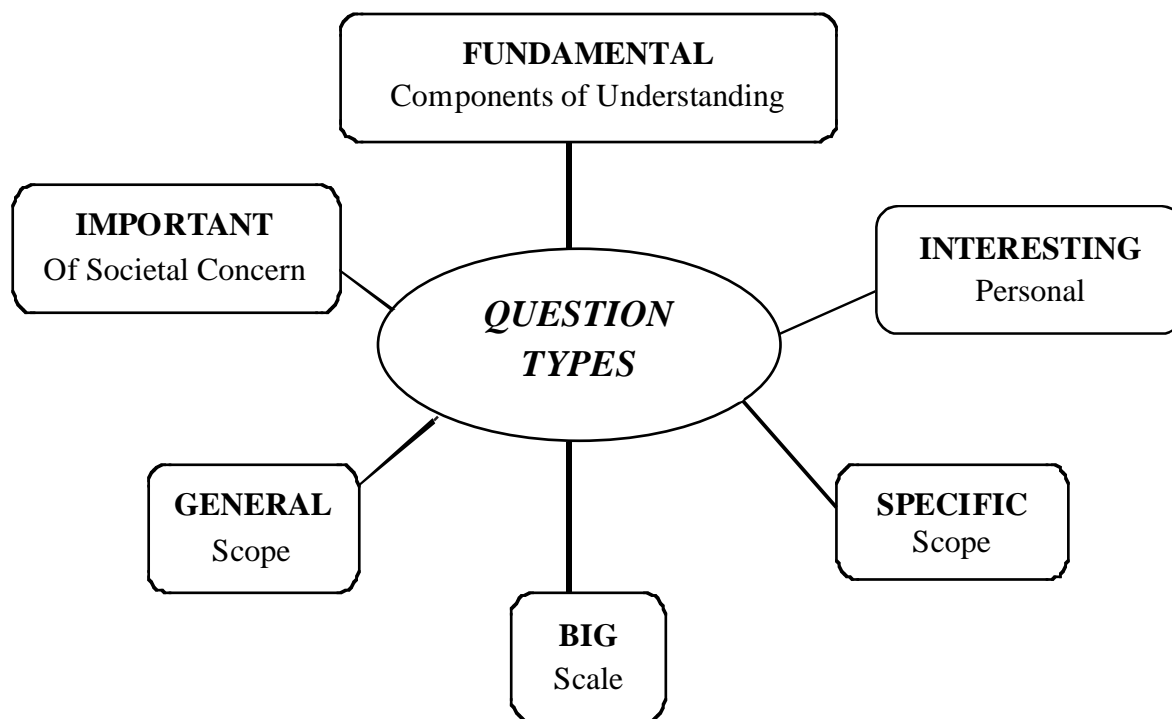 FUNDAMENTAL
Components of Understanding
IMPORTANT
Of Societal Concern
INTERESTING
Personal
QUESTION
TYPES
GENERAL
Scope
SPECIFIC
Scope
BIG
Scale